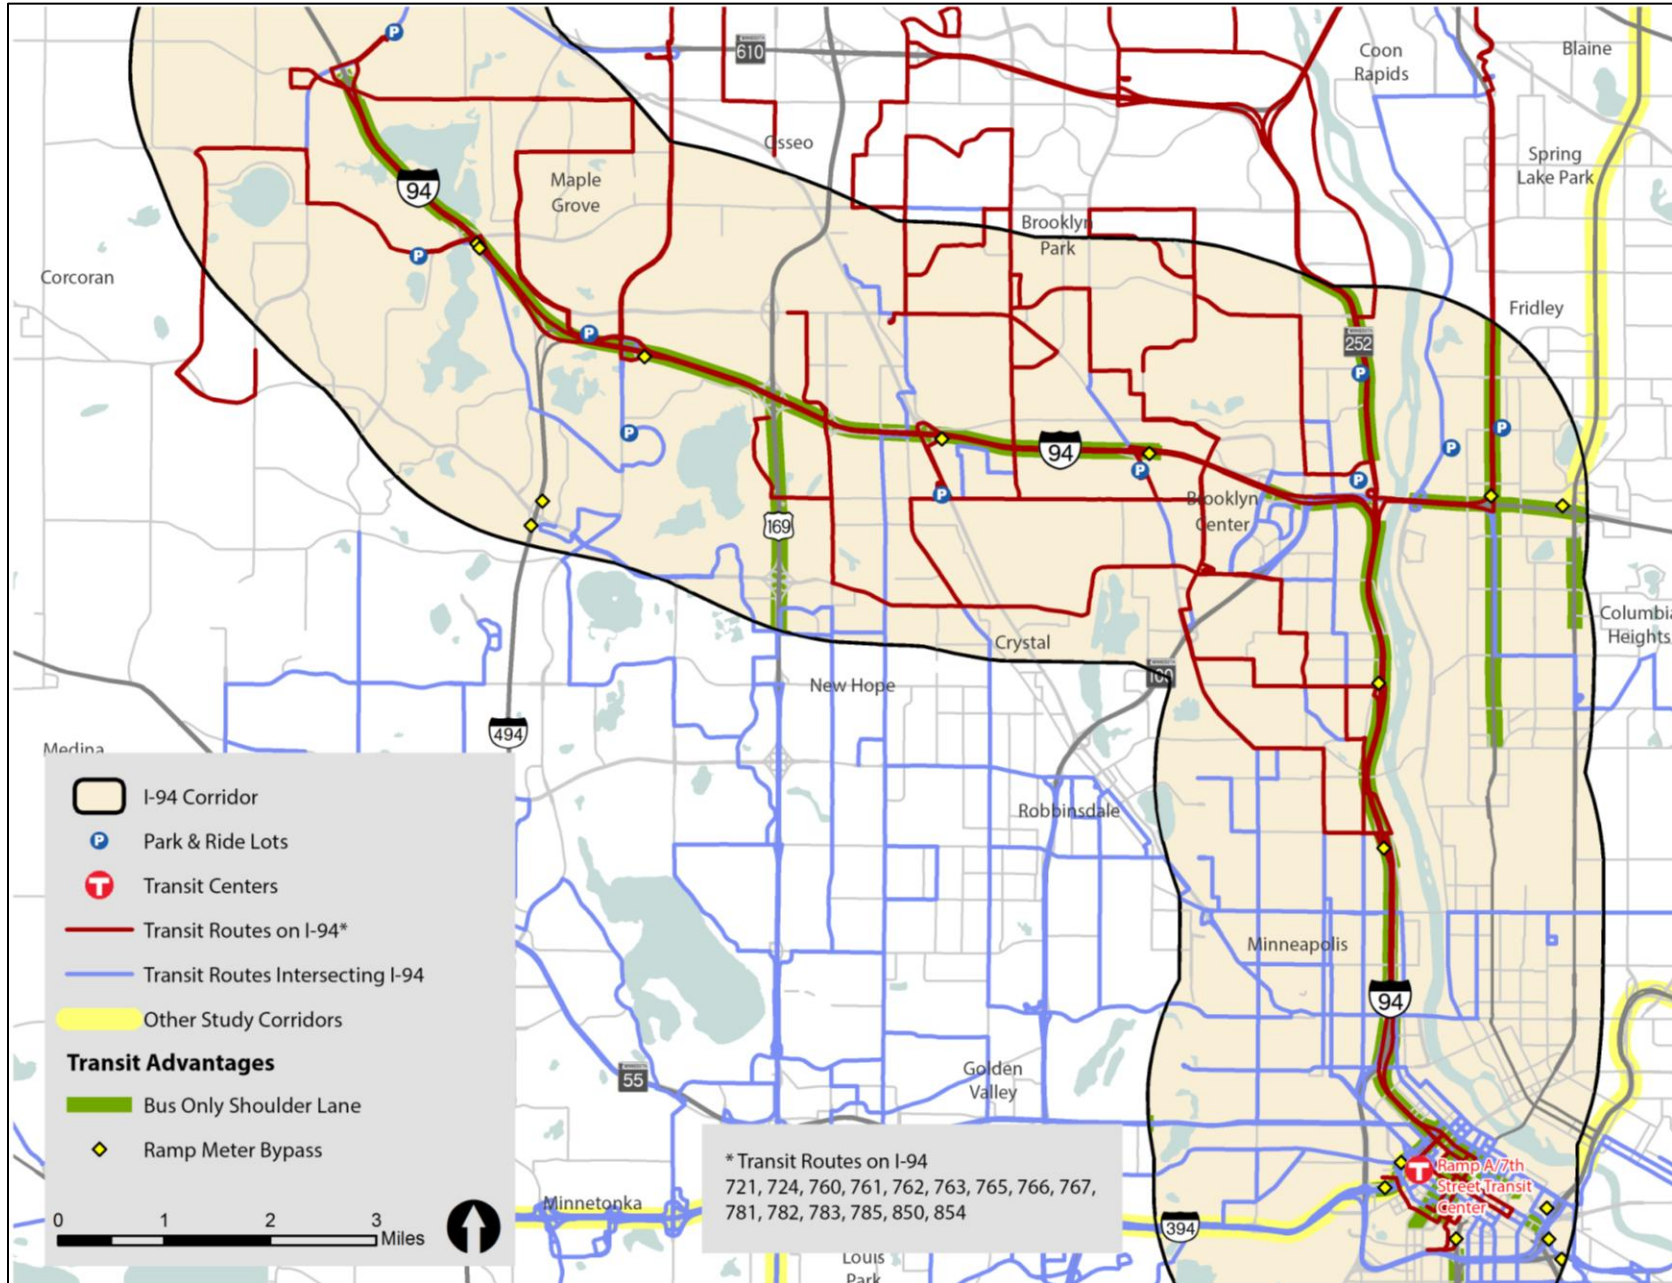 610
Coon
Rapids
Blaine
Osseo
Spring
Lake Park
Maple
Grove
94
Brooklyn
Park
Corcoran
Fridley
252
94
Brooklyn
Center
169
Columbia
Heights
Crystal
100
New Hope
494
Medina
Robbinsdale
Minneapolis
94
55
Golden
Valley
Ramp A/7th
Street Transit
Center
Minnetonka
394
Louis
Park
I-94 Corridor
P Park & Ride Lots
T Transit Centers
Transit Routes on I-94*
Transit Routes Intersecting I-94
Other Study Corridors
Transit Advantages
Bus Only Shoulder Lane
Ramp Meter Bypass
0 1 2 3
Miles
* Transit Routes on I-94
721, 724, 760, 761, 762, 763, 765, 766, 767,
781, 782, 783, 785, 850, 854